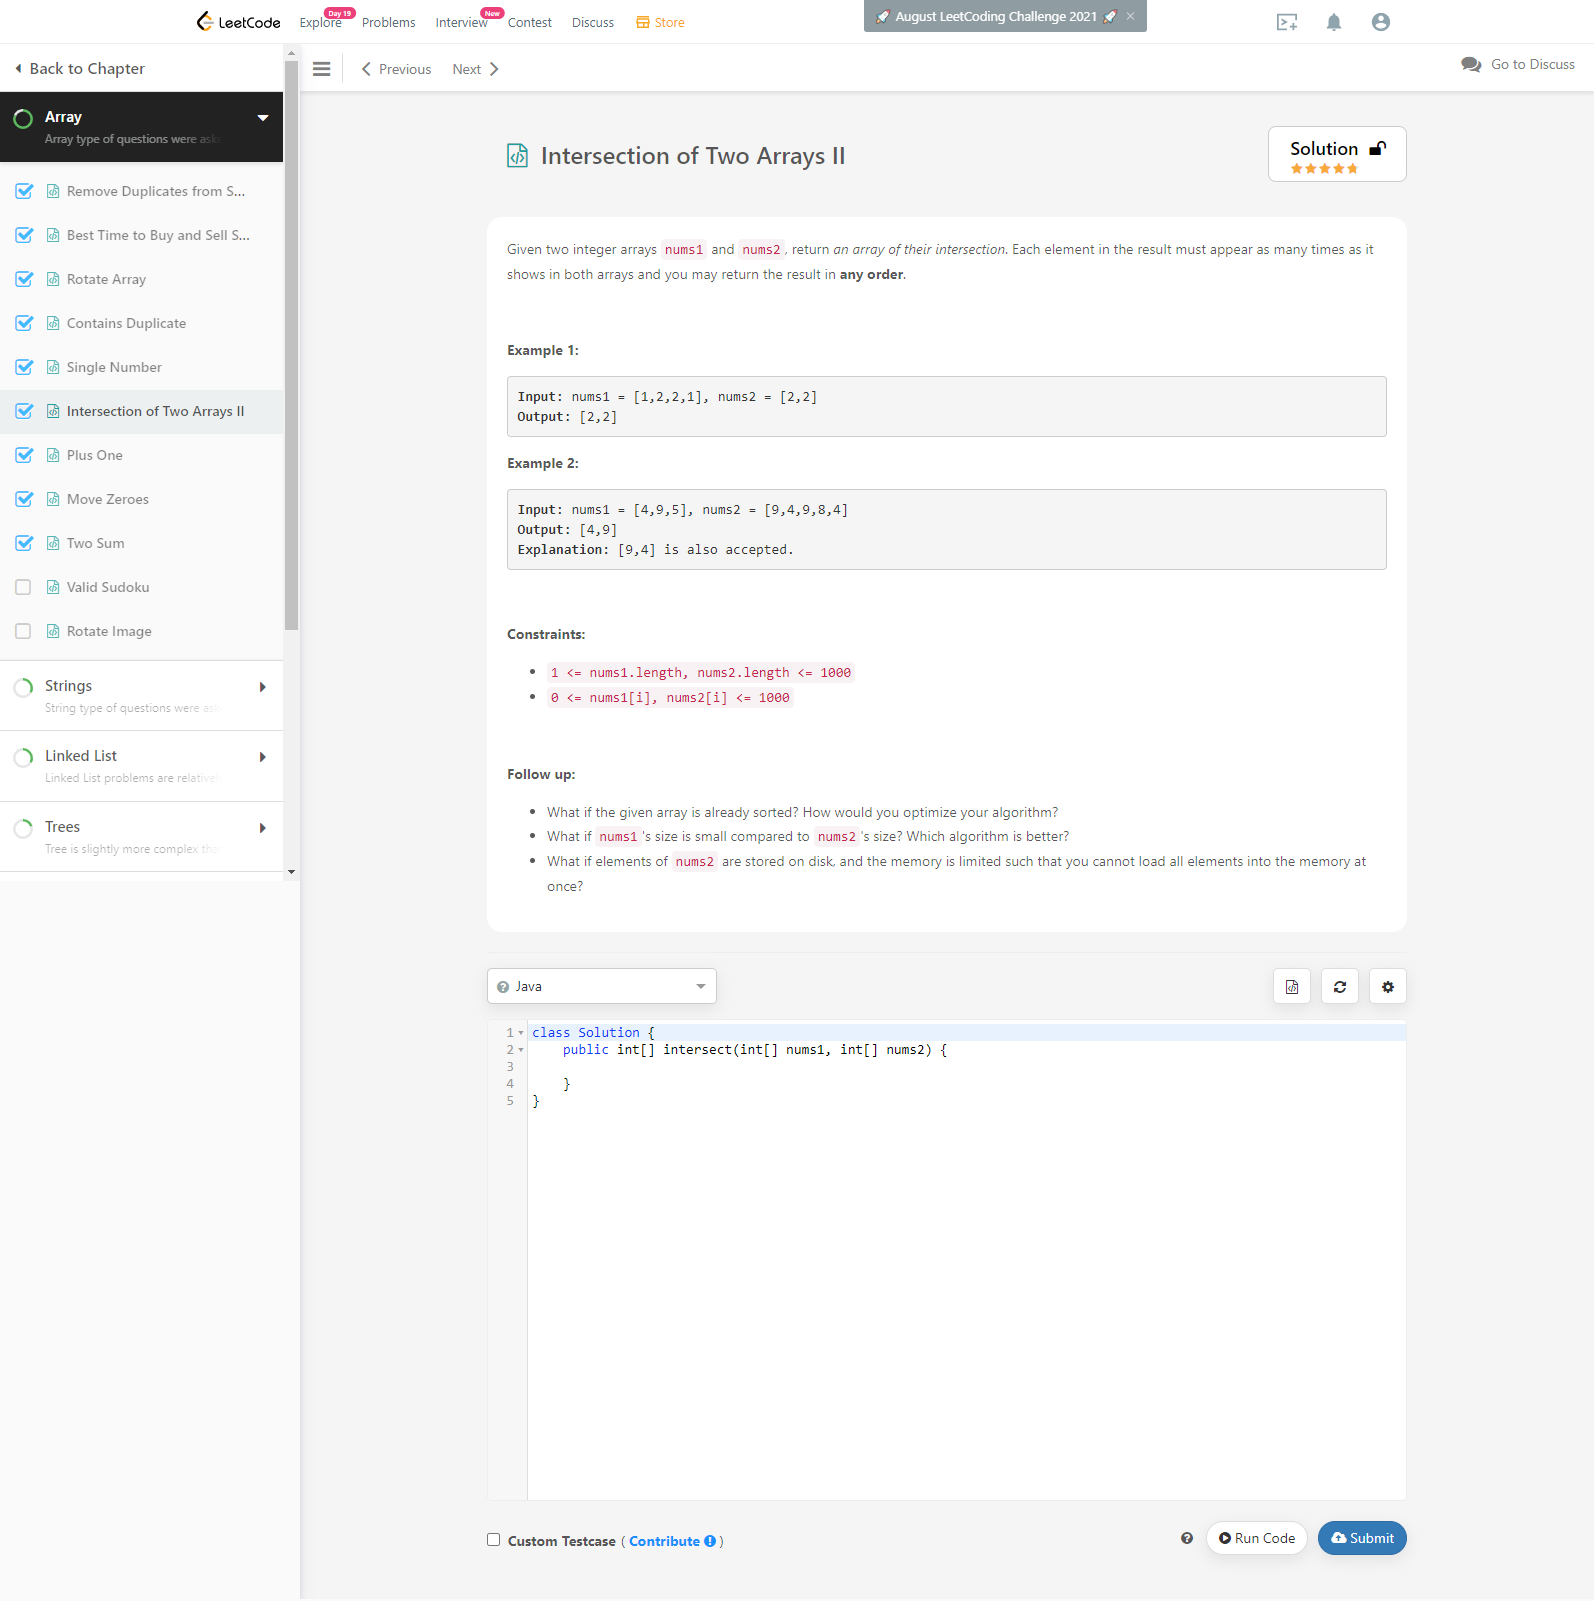 LeetCode
Explore Day 19 Problems Interview New Contest Discuss Store
August LeetCoding Challenge 2021 ×
Back to Chapter
Previous Next
Go to Discuss
Array
Array type of questions were ask
Remove Duplicates from S...
Best Time to Buy and Sell S...
Rotate Array
Contains Duplicate
Single Number
Intersection of Two Arrays II
Plus One
Move Zeroes
Two Sum
Valid Sudoku
Rotate Image
Strings
String type of questions were ask
Linked List
Linked List problems are relative
Trees
Tree is slightly more complex tha
Intersection of Two Arrays II
Solution
Given two integer arrays nums1 and nums2, return an array of their intersection. Each element in the result must appear as many times as it
shows in both arrays and you may return the result in any order.
Example 1:
Input: nums1 = [1,2,2,1], nums2 = [2,2]
Output: [2,2]
Example 2:
Input: nums1 = [4,9,5], nums2 = [9,4,9,8,4]
Output: [4,9]
Explanation: [9,4] is also accepted.
Constraints:
• 1 <= nums1.length, nums2.length <= 1000
• 0 <= nums1[i], nums2[i] <= 1000
Follow up:
• What if the given array is already sorted? How would you optimize your algorithm?
• What if nums1's size is small compared to nums2's size? Which algorithm is better?
• What if elements of nums2 are stored on disk, and the memory is limited such that you cannot load all elements into the memory at
once?
Java
1 class Solution {
2 public int[] intersect(int[] nums1, int[] nums2) {
3
4 }
5 }
Custom Testcase ( Contribute )
Run Code
Submit